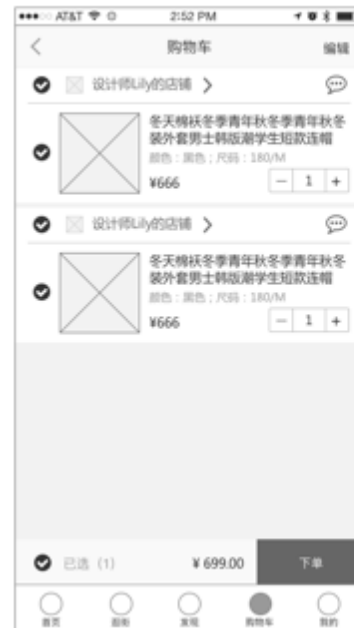 AT&T
2:52 PM
购物车
编辑
设计师Lily的店铺
冬天棉袄冬季青年秋冬季青年秋冬
装外套男士韩版潮学生短款连帽
颜色：黑色；尺码：180/M
¥666
− 1 +
设计师Lily的店铺
冬天棉袄冬季青年秋冬季青年秋冬
装外套男士韩版潮学生短款连帽
颜色：黑色；尺码：180/M
¥666
− 1 +
已选（1）
¥ 699.00
下单
首页
发现
购物车
我的